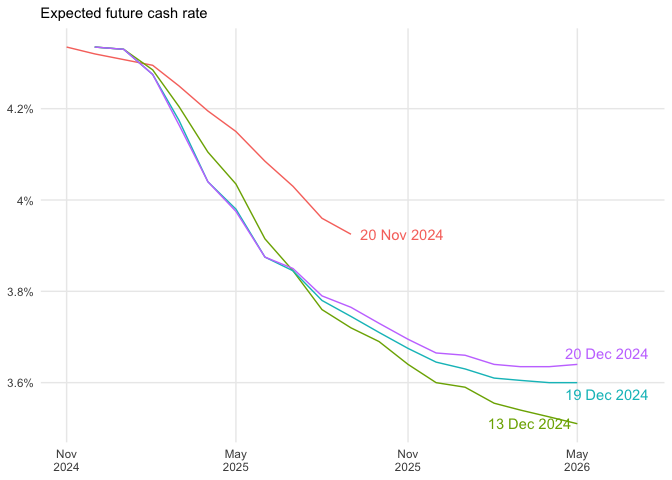 Expected future cash rate
4.2%
4%
3.8%
3.6%
20 Nov 2024
20 Dec 2024
19 Dec 2024
13 Dec 2024
Nov
2024
May
2025
Nov
2025
May
2026